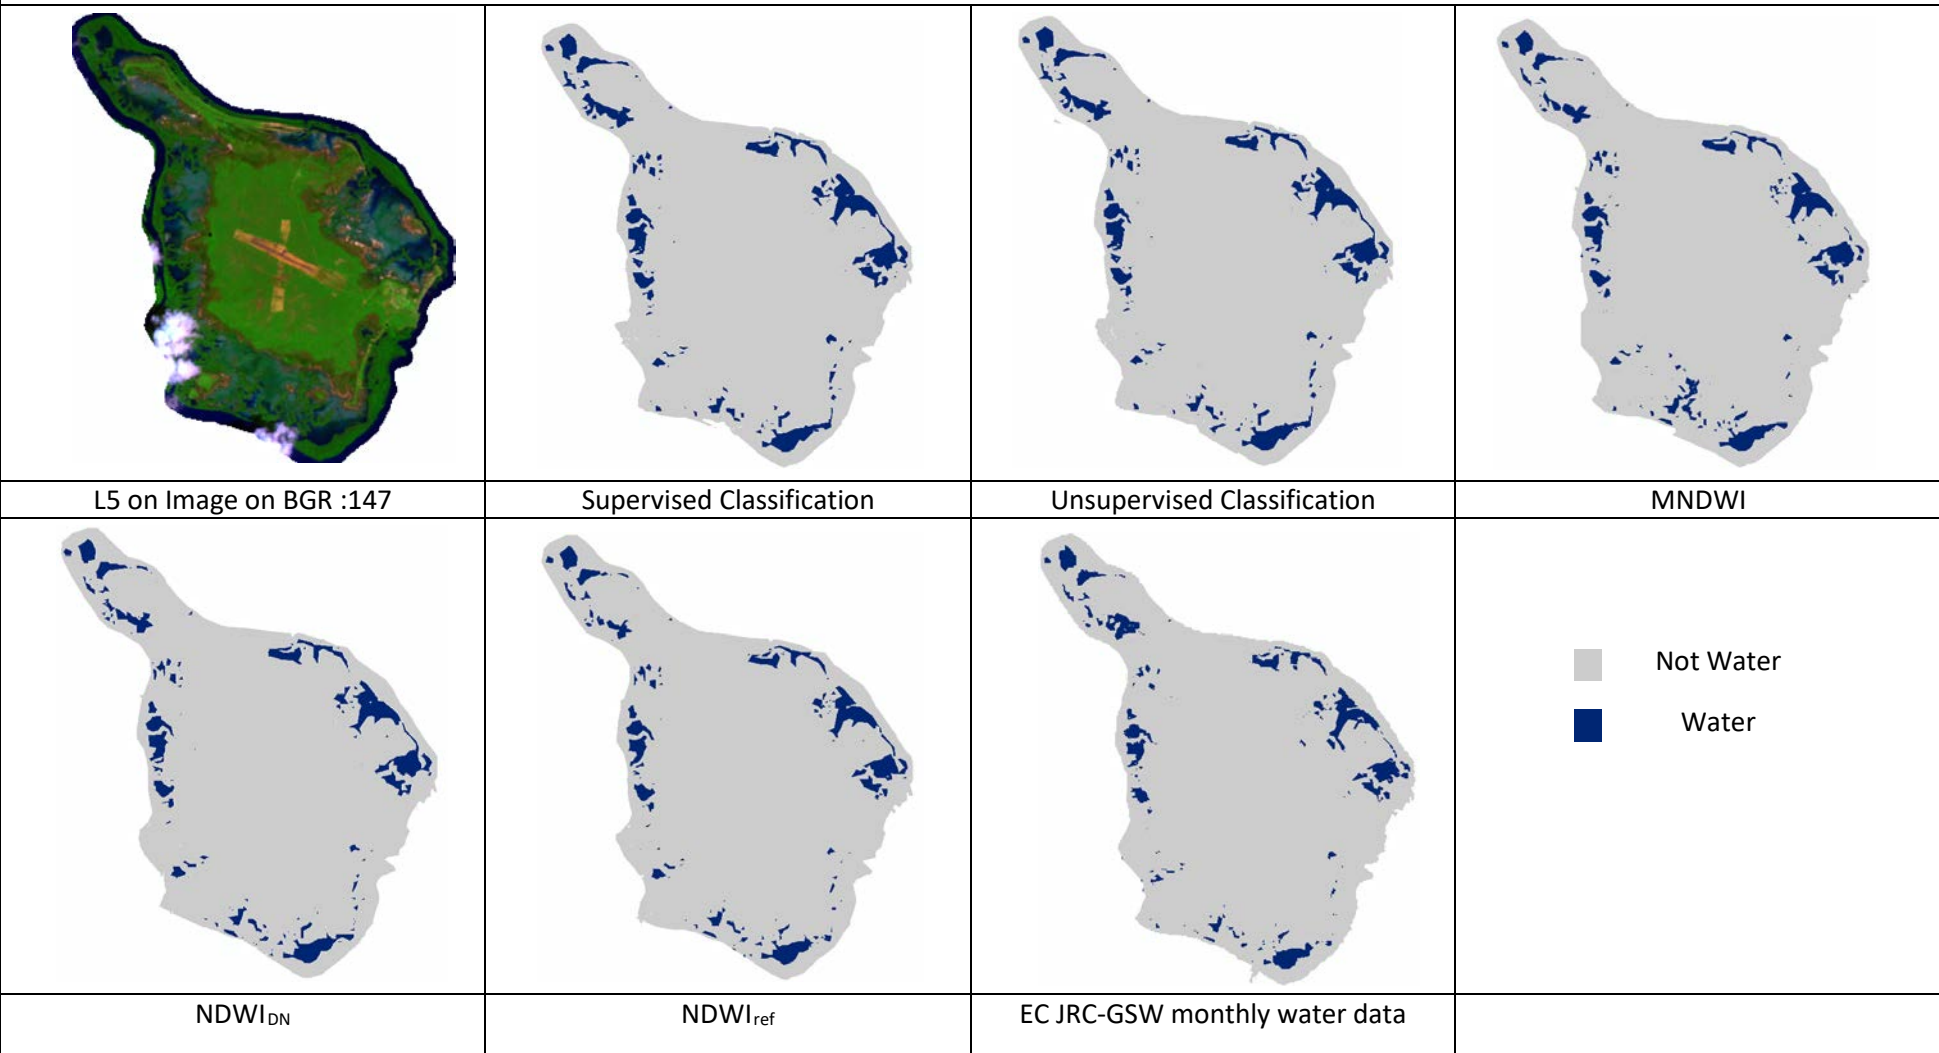 L5 on Image on BGR :147
Supervised Classification
Unsupervised Classification
MNDWI
Not Water
Water
NDWIDN
NDWIref
EC JRC-GSW monthly water data